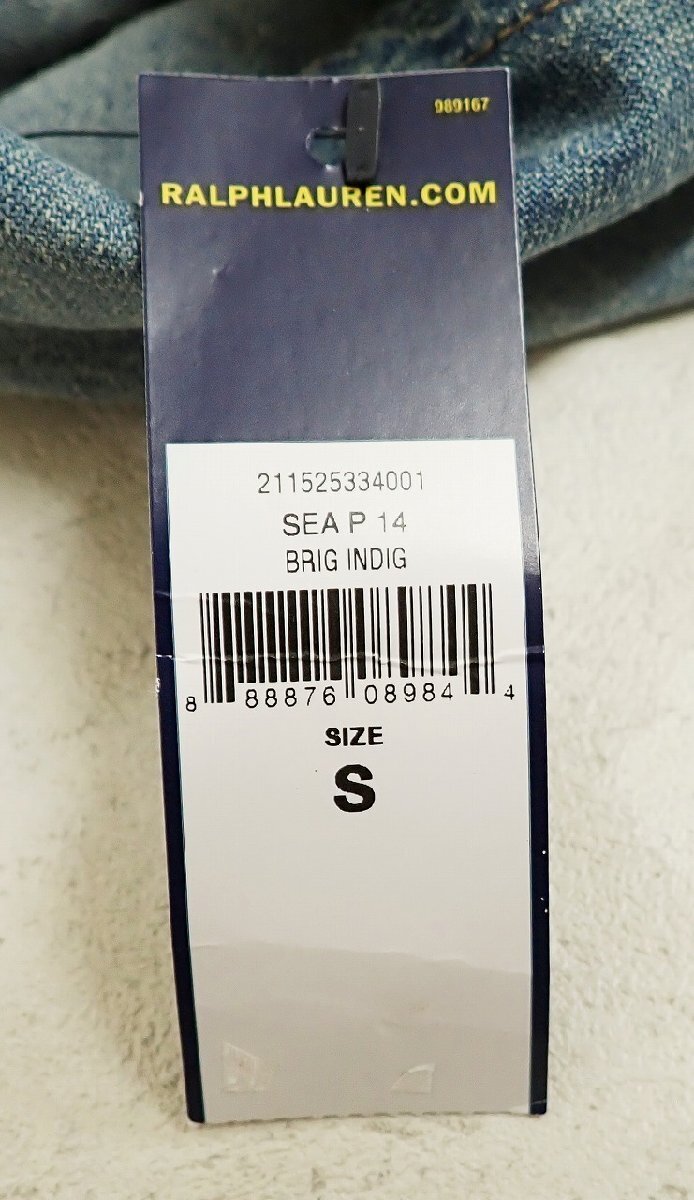 989167
RALPHLAUREN.COM
211525334001
SEA P 14
BRIG INDIG
8 88876 08984 4
SIZE
S